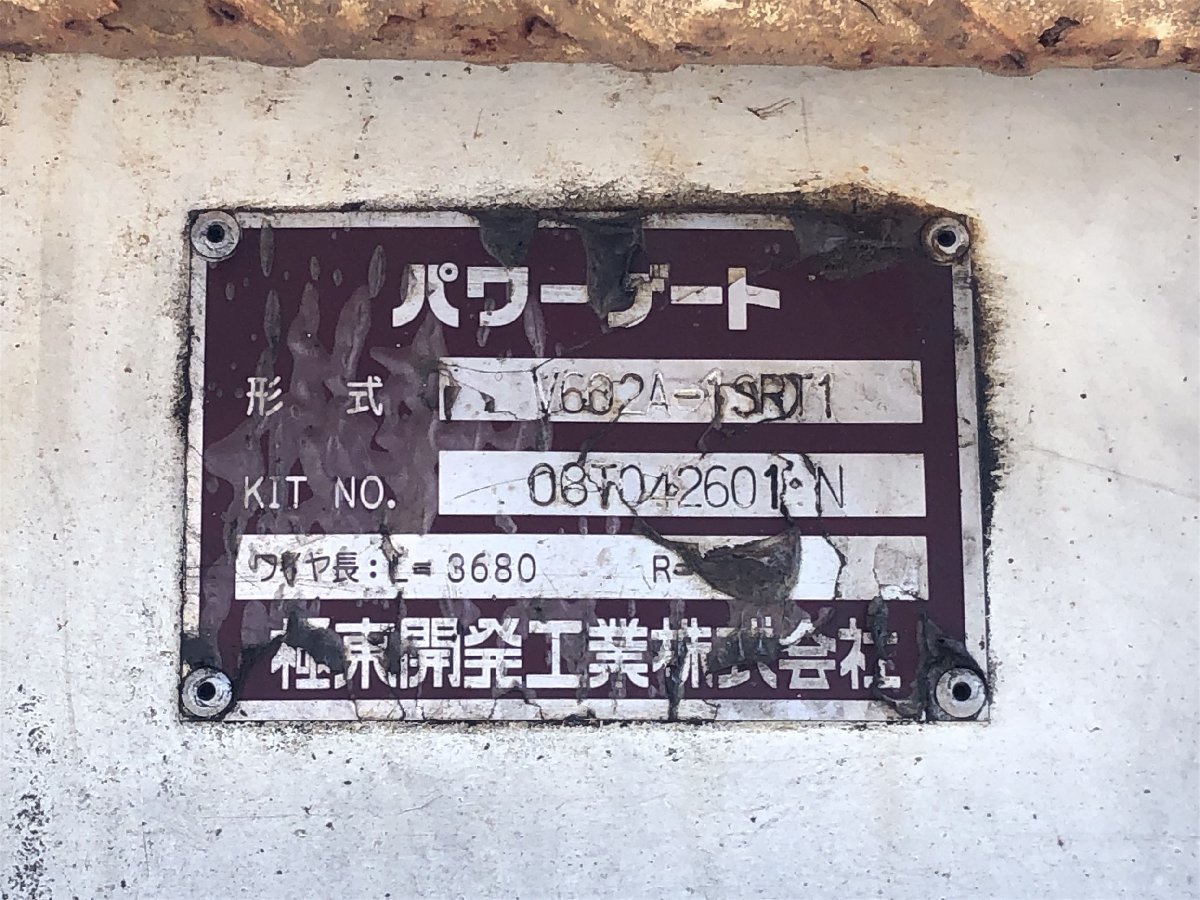 パワーゲート
形 式 V682A-1SRT1
KIT NO. 08T042601:N
ワイヤ長:L= 3680 R=
極東開発工業株式会社